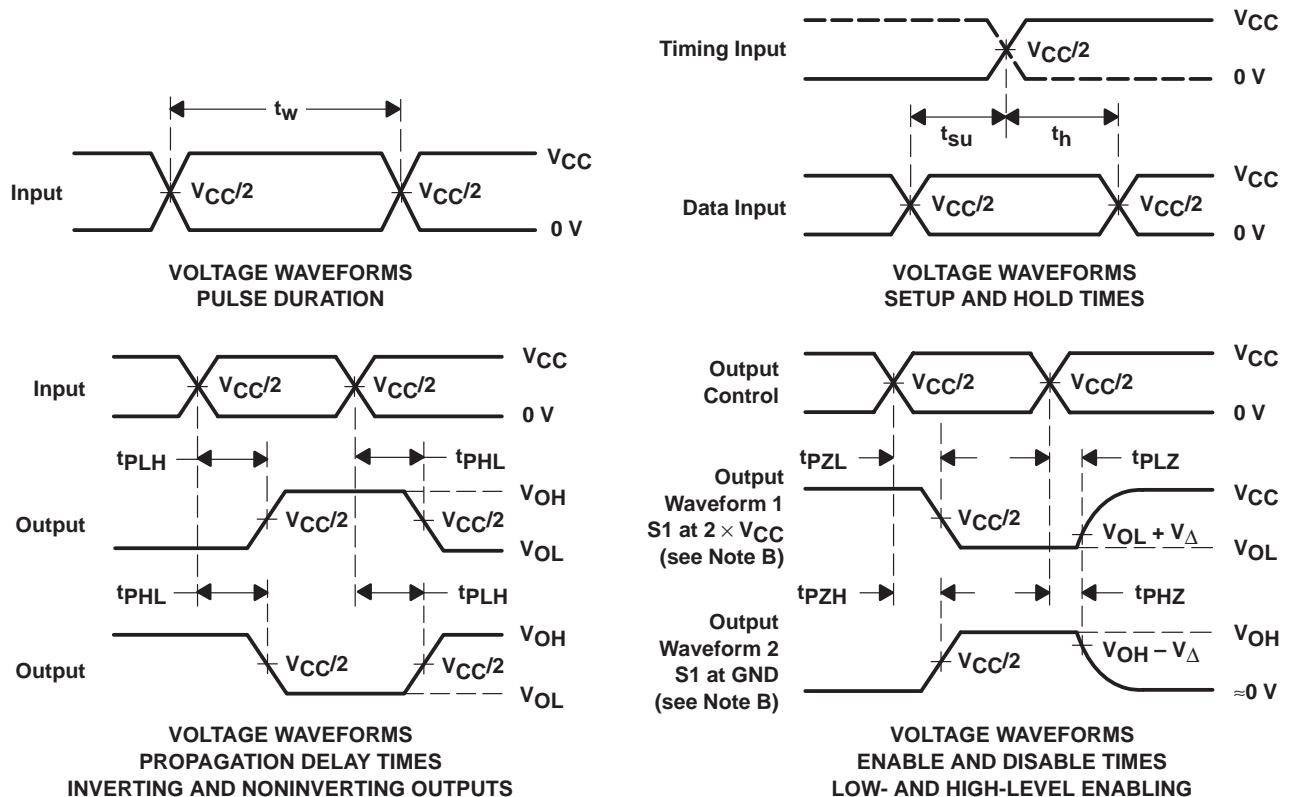 tw
Input
VCC/2
VCC/2
VCC
0 V
VOLTAGE WAVEFORMS
PULSE DURATION
Timing Input
VCC/2
VCC
0 V
tsu
th
Data Input
VCC/2
VCC/2
VCC
0 V
VOLTAGE WAVEFORMS
SETUP AND HOLD TIMES
Input
VCC/2
VCC/2
VCC
0 V
tPLH
tPHL
Output
VCC/2
VCC/2
VOH
VOL
tPHL
tPLH
Output
VCC/2
VCC/2
VOH
VOL
VOLTAGE WAVEFORMS
PROPAGATION DELAY TIMES
INVERTING AND NONINVERTING OUTPUTS
Output
Control
VCC/2
VCC/2
VCC
0 V
tPZL
tPLZ
Output
Waveform 1
S1 at 2 × VCC
(see Note B)
VCC/2
VOL + VΔ
VCC
VOL
tPZH
tPHZ
Output
Waveform 2
S1 at GND
(see Note B)
VCC/2
VOH – VΔ
VOH
≈0 V
VOLTAGE WAVEFORMS
ENABLE AND DISABLE TIMES
LOW- AND HIGH-LEVEL ENABLING